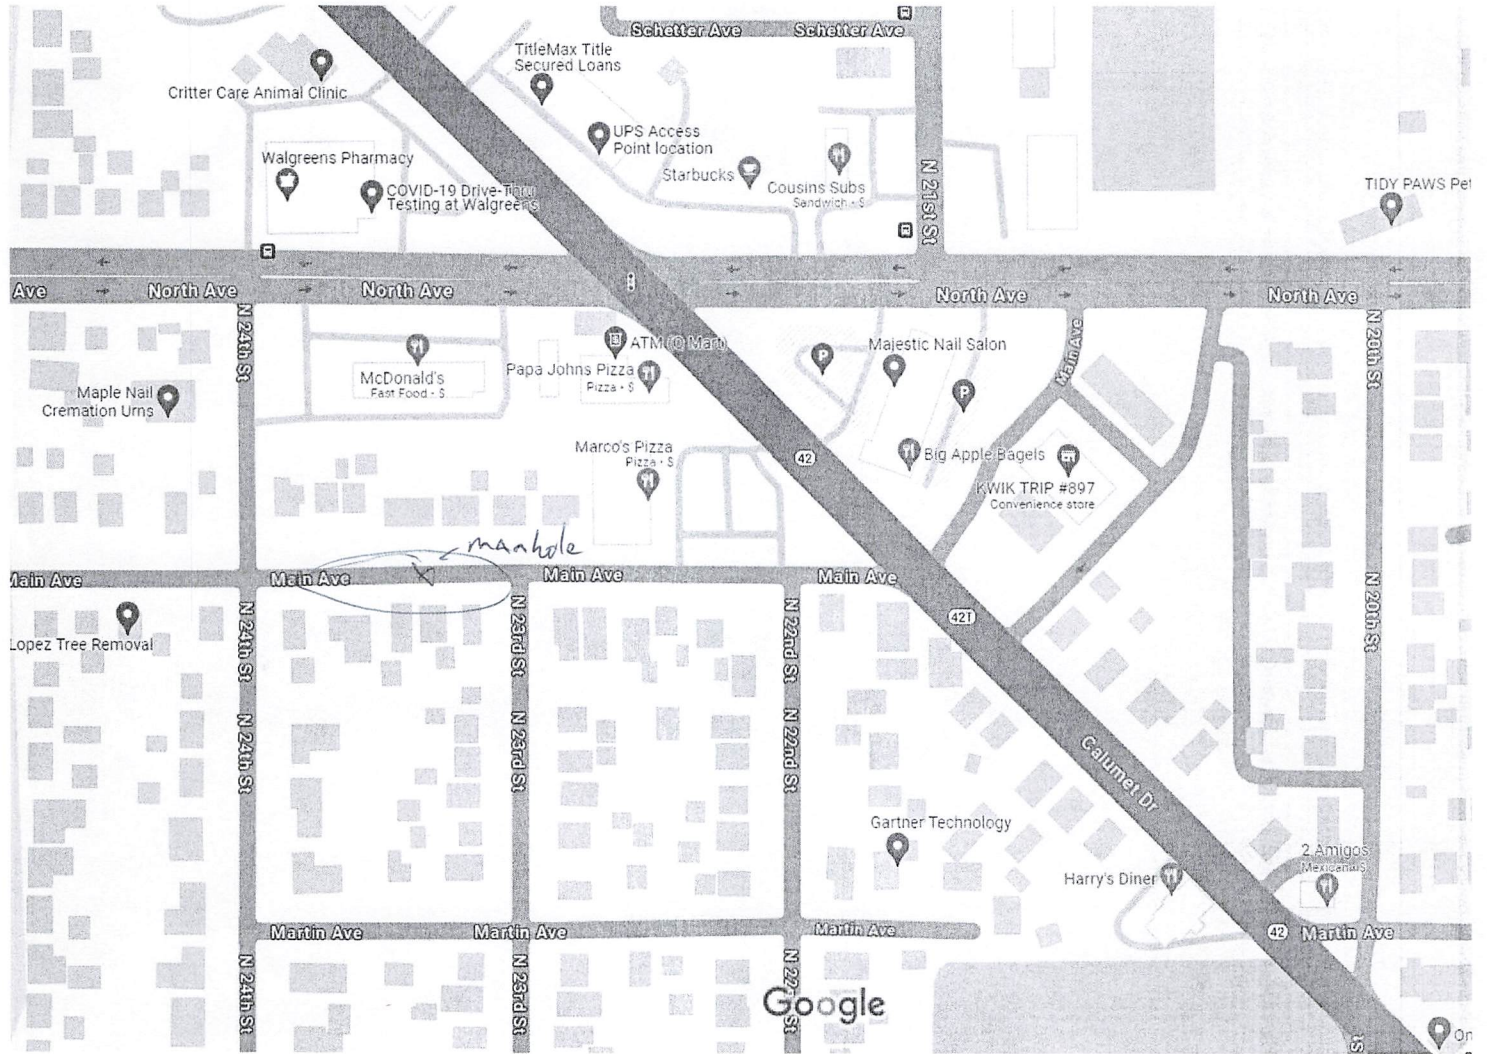 Schetter Ave
Schetter Ave
TitleMax Title
Secured Loans
Critter Care Animal Clinic
UPS Access
Point location
Walgreens Pharmacy
Starbucks
Cousins Subs
Sandwich • $
N 21st St
COVID-19 Drive-Thru
Testing at Walgreens
TIDY PAWS Pet
Ave
North Ave
North Ave
North Ave
North Ave
N 24th St
ATM (Q Mart)
Majestic Nail Salon
Main Ave
N 20th St
McDonald's
Fast Food • $
Papa Johns Pizza
Pizza • $
Maple Nail
Cremation Urns
P
P
Marco's Pizza
Pizza • $
42
Big Apple Bagels
KWIK TRIP #897
Convenience store
manhole
Main Ave
Main Ave
Main Ave
Main Ave
Lopez Tree Removal
N 24th St
N 23rd St
N 22nd St
42T
N 20th St
N 24th St
N 23rd St
N 22nd St
Calumet Dr
Gartner Technology
2 Amigos
Mexican • $
Harry's Diner
Martin Ave
Martin Ave
Martin Ave
42
Martin Ave
N 24th St
N 23rd St
N 22nd St
Google
St
On